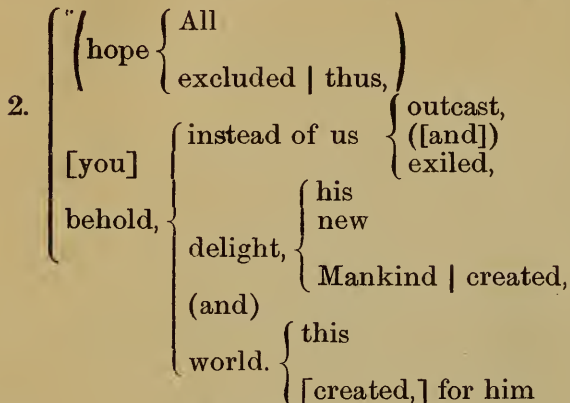 "(hope { All
excluded | thus,)
2.
[you]
behold,
instead of us { outcast,
([and])
exiled,
delight, { his
new
Mankind | created,
(and)
world. { this
[created,] for him